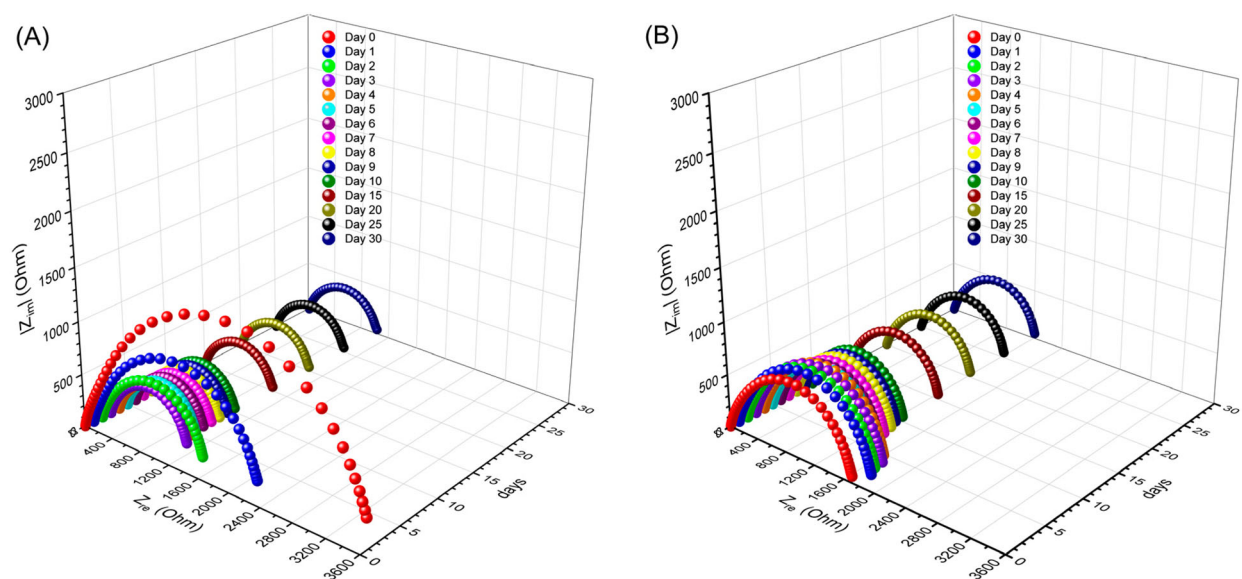 (A)
Day 0
Day 1
Day 2
Day 3
Day 4
Day 5
Day 6
Day 7
Day 8
Day 9
Day 10
Day 15
Day 20
Day 25
Day 30
3000
2500
2000
1500
1000
500
|Z_im| (Ohm)
400
800
1200
1600
2000
2400
2800
3200
3600
Z_re (Ohm)
0
5
10
15
20
25
30
days
(B)
Day 0
Day 1
Day 2
Day 3
Day 4
Day 5
Day 6
Day 7
Day 8
Day 9
Day 10
Day 15
Day 20
Day 25
Day 30
3000
2500
2000
1500
1000
500
|Z_im| (Ohm)
400
800
1200
1600
2000
2400
2800
3200
3600
Z_re (Ohm)
0
5
10
15
20
25
30
days